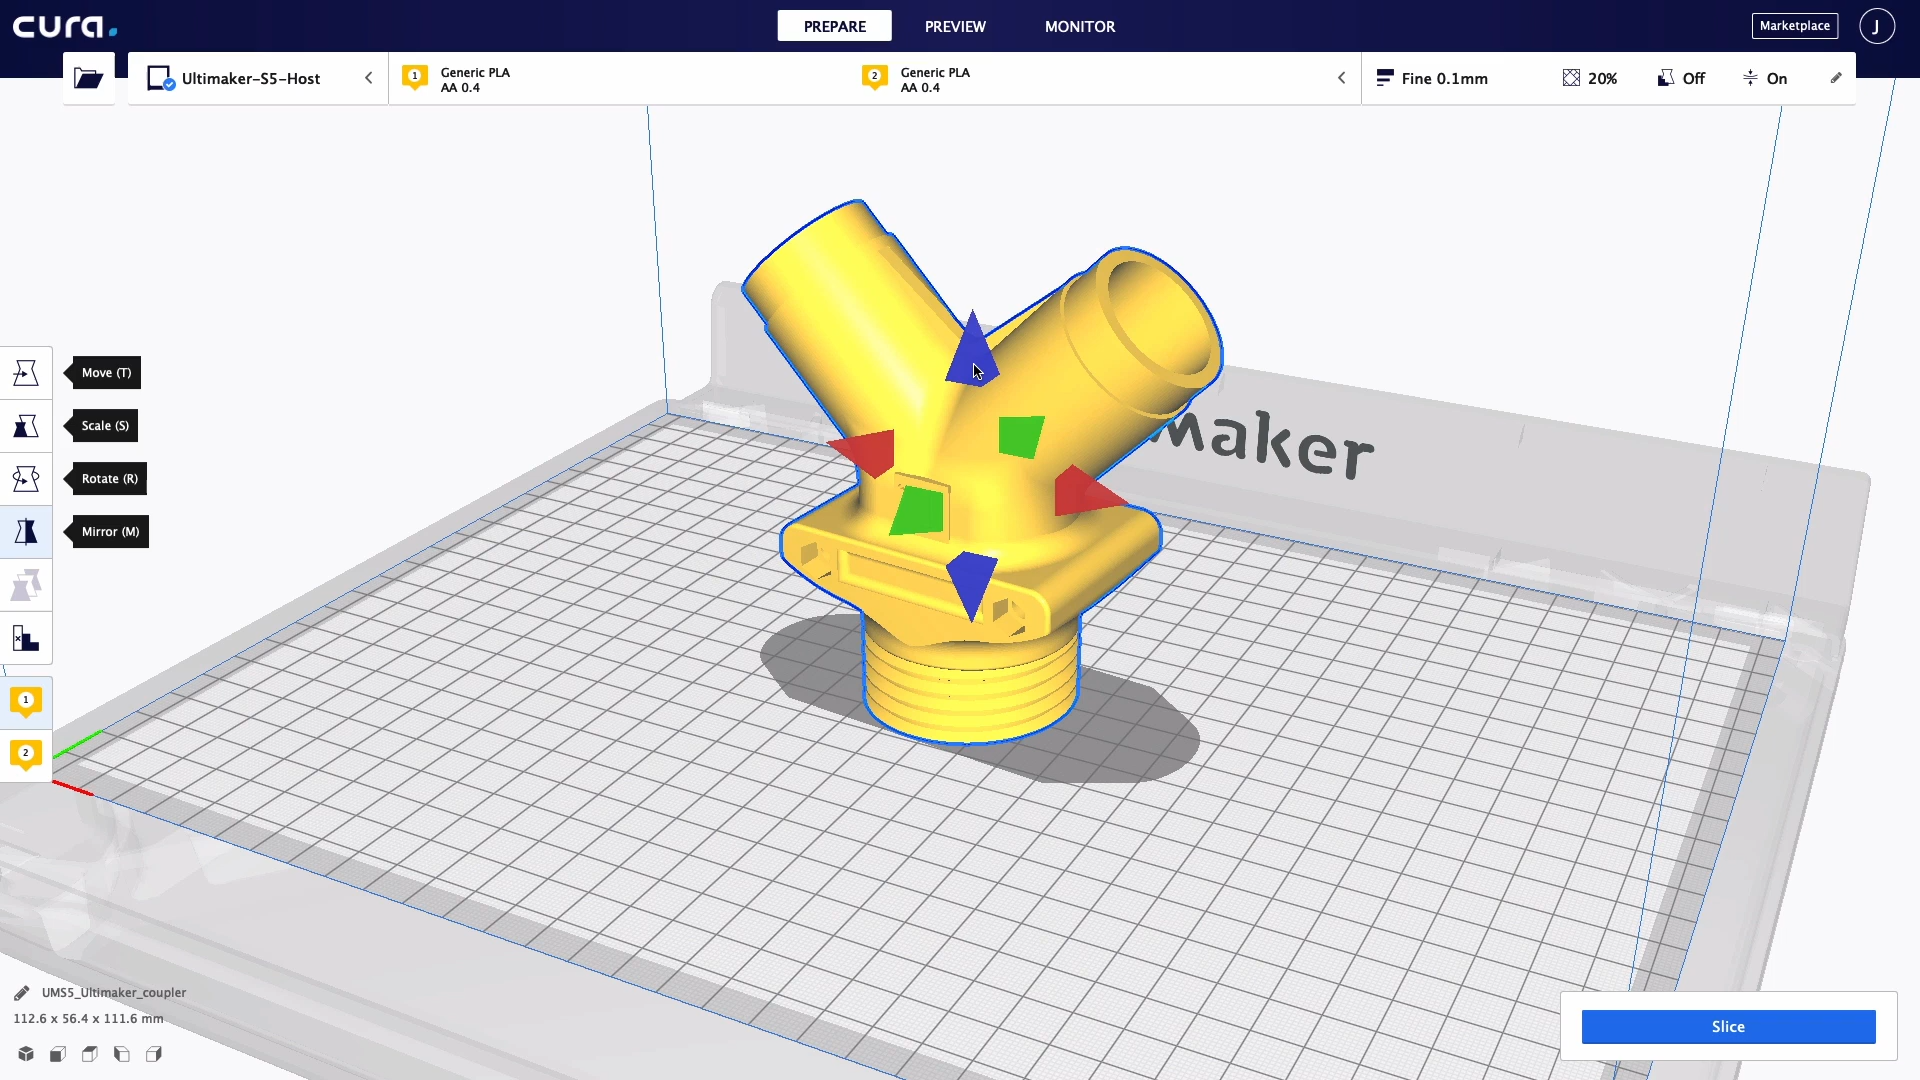 cura.
PREPARE
PREVIEW
MONITOR
Marketplace
J
Ultimaker-S5-Host
1
Generic PLA
AA 0.4
2
Generic PLA
AA 0.4
Fine 0.1mm
20%
Off
On
maker
Move (T)
Scale (S)
Rotate (R)
Mirror (M)
1
2
UMS5_Ultimaker_coupler
112.6 x 56.4 x 111.6 mm
Slice